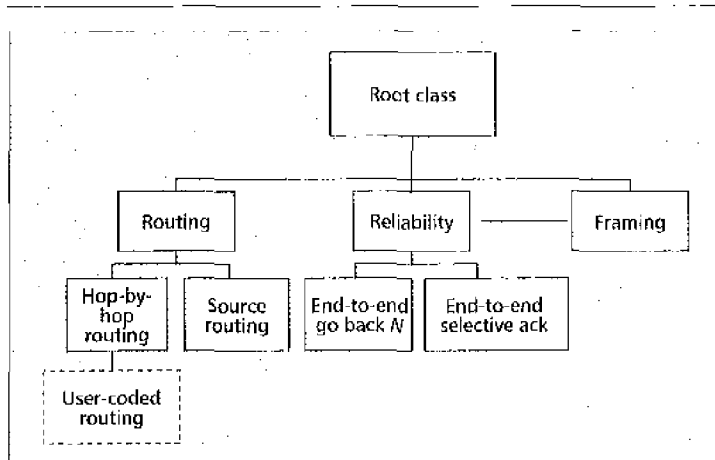 Root class
Routing
Reliability
Framing
Hop-by-
hop
routing
Source
routing
End-to-end
go back N
End-to-end
selective ack
User-coded
routing